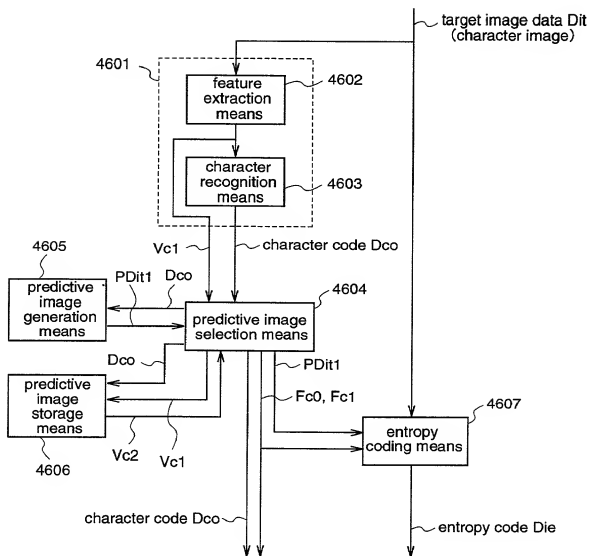 target image data Dit
(character image)
4601
4602
feature
extraction
means
character
recognition
means
4603
Vc1
character code Dco
4605
predictive
image
generation
means
PDit1
Dco
4604
predictive image
selection means
Dco
PDit1
Fc0, Fc1
predictive
image
storage
means
4606
Vc2
Vc1
4607
entropy
coding means
character code Dco
entropy code Die